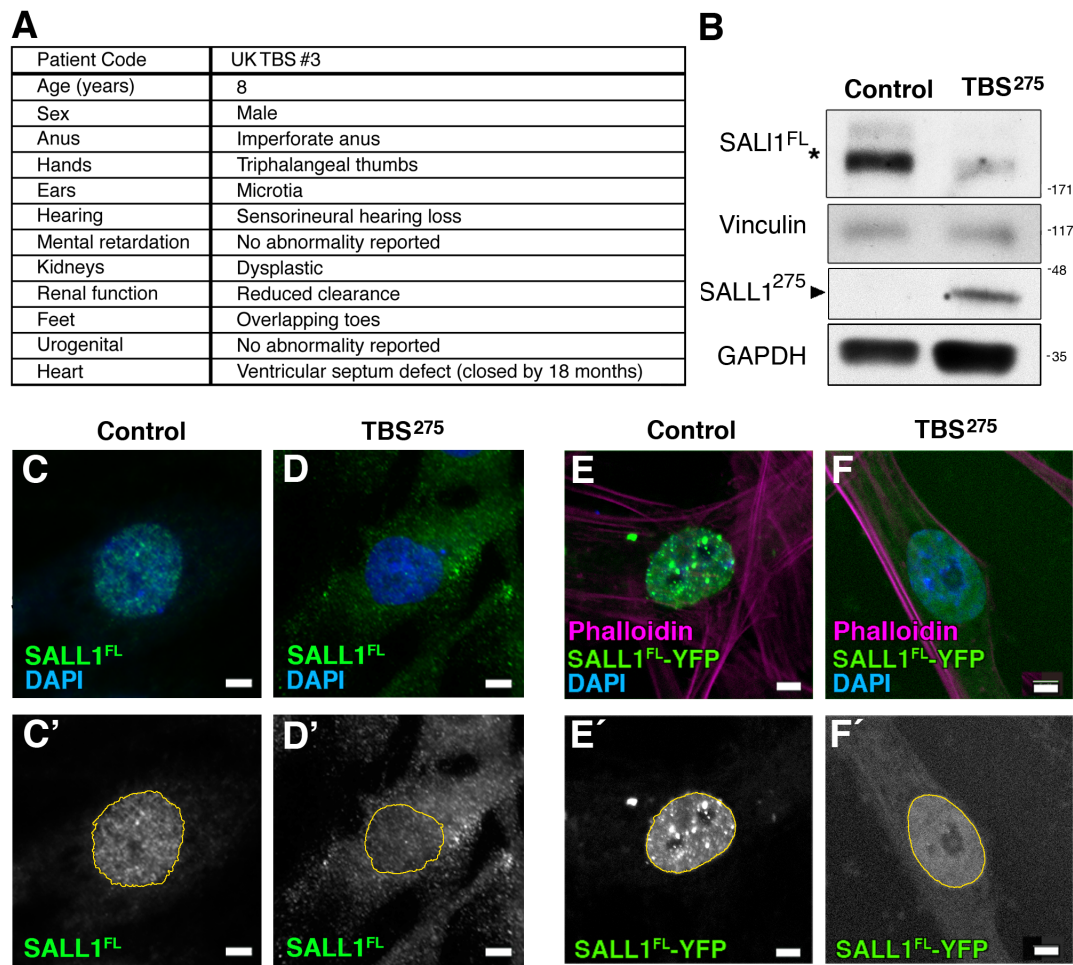 A
Patient Code UK TBS #3
Age (years) 8
Sex Male
Anus Imperforate anus
Hands Triphalangeal thumbs
Ears Microtia
Hearing Sensorineural hearing loss
Mental retardation No abnormality reported
Kidneys Dysplastic
Renal function Reduced clearance
Feet Overlapping toes
Urogenital No abnormality reported
Heart Ventricular septum defect (closed by 18 months)
B
Control TBS275
SALl1FL *
-171
Vinculin
-117
-48
SALL1275
GAPDH
-35
Control TBS275 Control TBS275
C
SALL1FL
DAPI
D
SALL1FL
DAPI
E
Phalloidin
SALL1FL-YFP
DAPI
F
Phalloidin
SALL1FL-YFP
DAPI
C'
SALL1FL
D'
SALL1FL
E´
SALL1FL-YFP
F´
SALL1FL-YFP